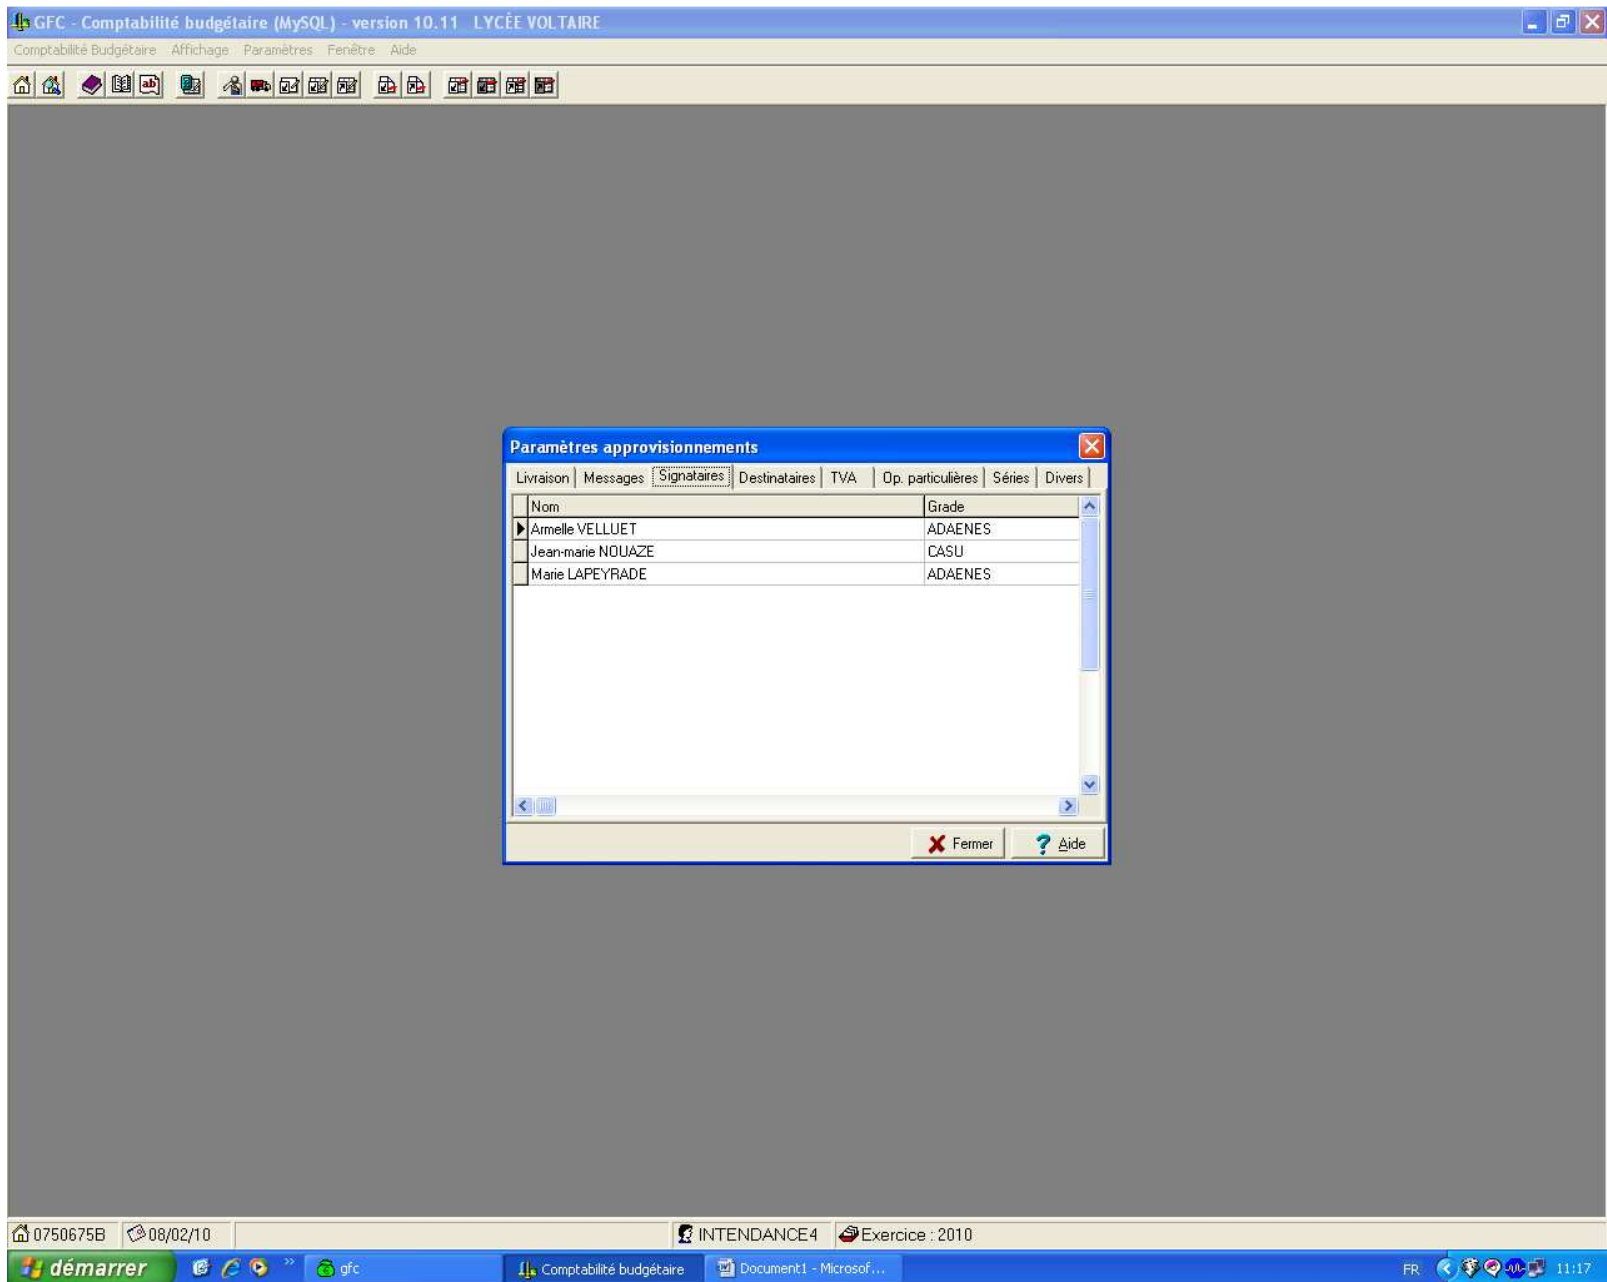 GFC - Comptabilité budgétaire (MySQL) - version 10.11 LYCÉE VOLTAIRE
Comptabilité Budgétaire Affichage Paramètres Fenêtre Aide
Paramètres approvisionnements
Livraison Messages Signataires Destinataires TVA Op. particulières Séries Divers
Nom Grade
Armelle VELLUET ADAENES
Jean-marie NOUAZE CASU
Marie LAPEYRADE ADAENES
Fermer Aide
0750675B 08/02/10 INTENDANCE4 Exercice : 2010
démarrer gfc Comptabilité budgétaire Document1 - Microsof... FR 11:17